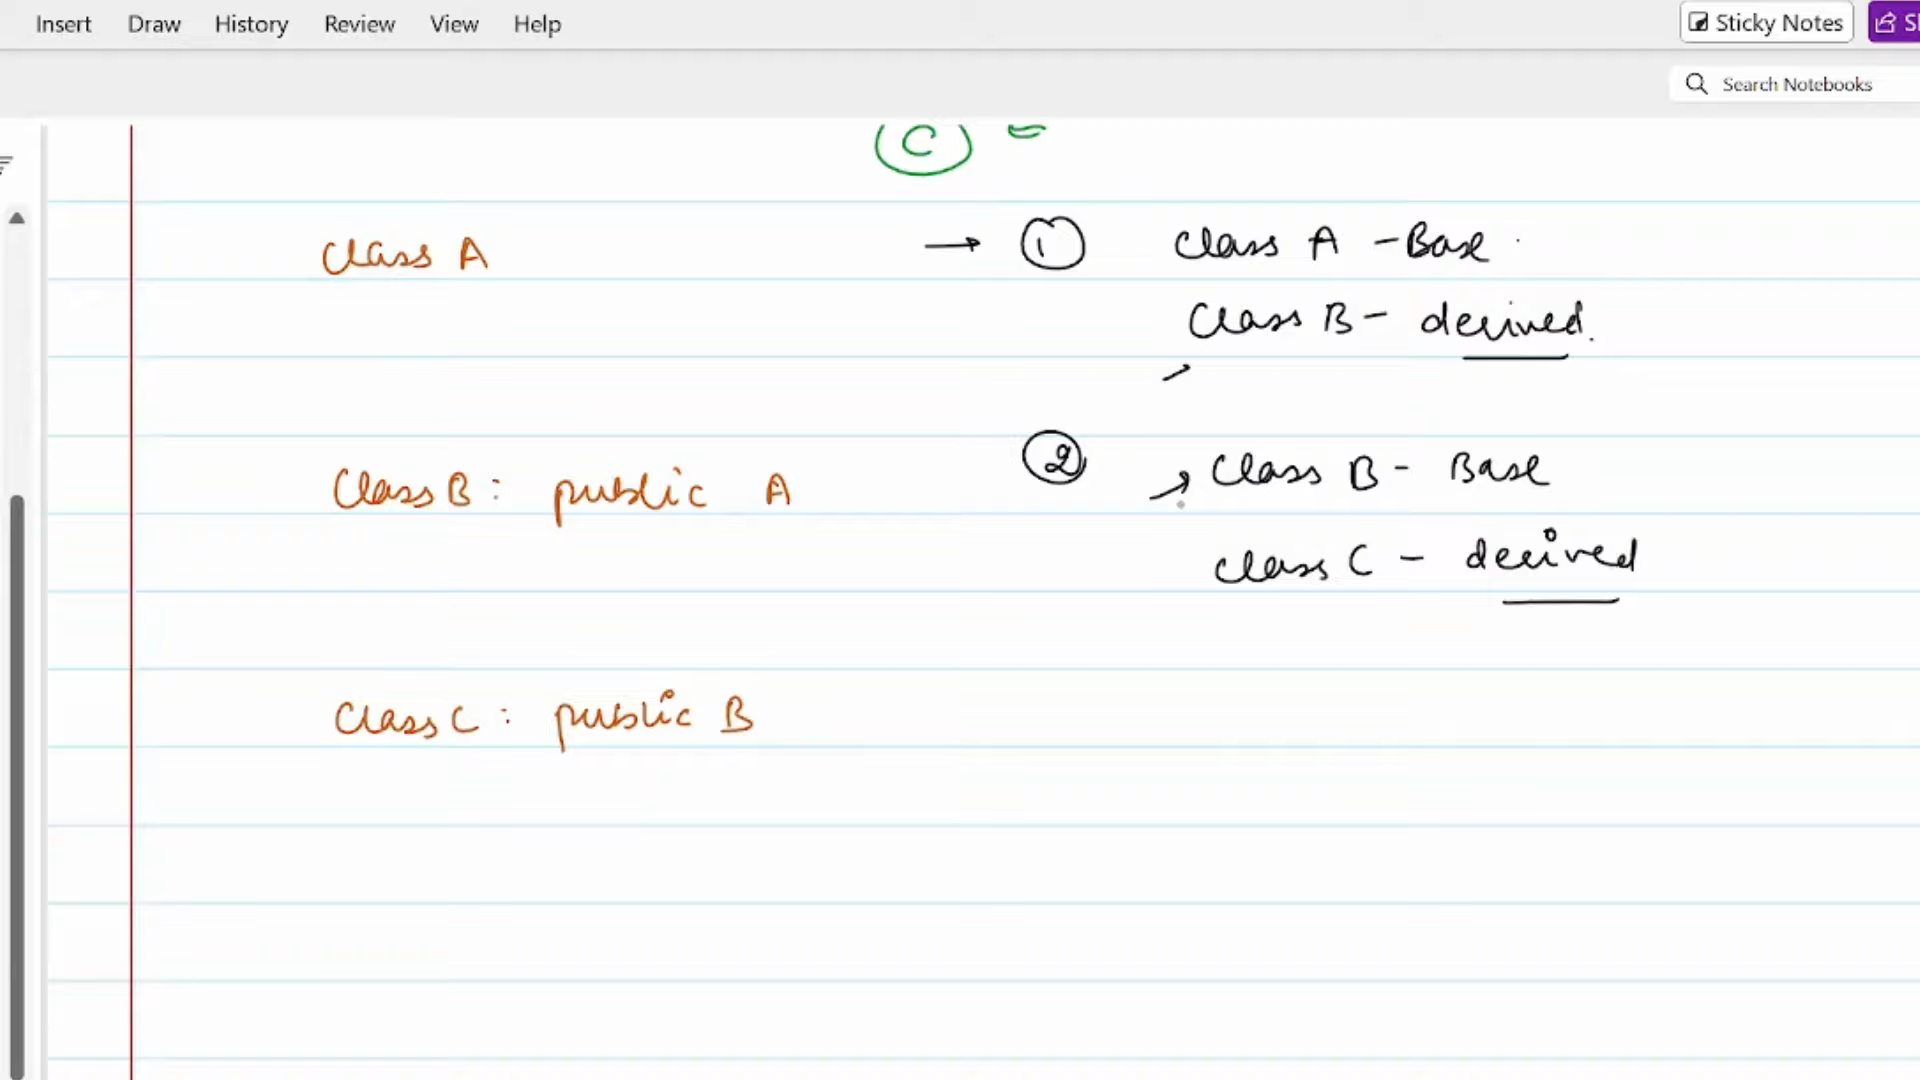 Insert Draw History Review View Help Sticky Notes
Search Notebooks
C
class A
→ 1 class A - Base
class B - derived.
2 → class B - Base
class B : public A
class C - derived
class C : public B